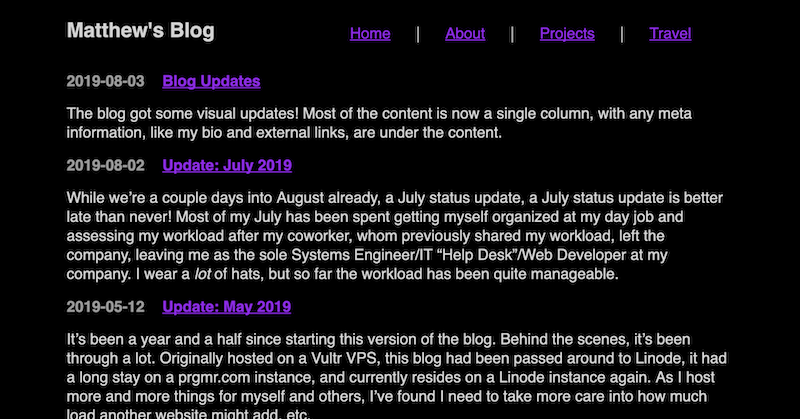 Matthew's Blog
Home | About | Projects | Travel
2019-08-03 Blog Updates
The blog got some visual updates! Most of the content is now a single column, with any meta
information, like my bio and external links, are under the content.
2019-08-02 Update: July 2019
While we’re a couple days into August already, a July status update, a July status update is better
late than never! Most of my July has been spent getting myself organized at my day job and
assessing my workload after my coworker, whom previously shared my workload, left the
company, leaving me as the sole Systems Engineer/IT “Help Desk”/Web Developer at my
company. I wear a lot of hats, but so far the workload has been quite manageable.
2019-05-12 Update: May 2019
It’s been a year and a half since starting this version of the blog. Behind the scenes, it’s been
through a lot. Originally hosted on a Vultr VPS, this blog had been passed around to Linode, it had
a long stay on a prgmr.com instance, and currently resides on a Linode instance again. As I host
more and more things for myself and others, I’ve found I need to take more care into how much
load another website might add, etc.